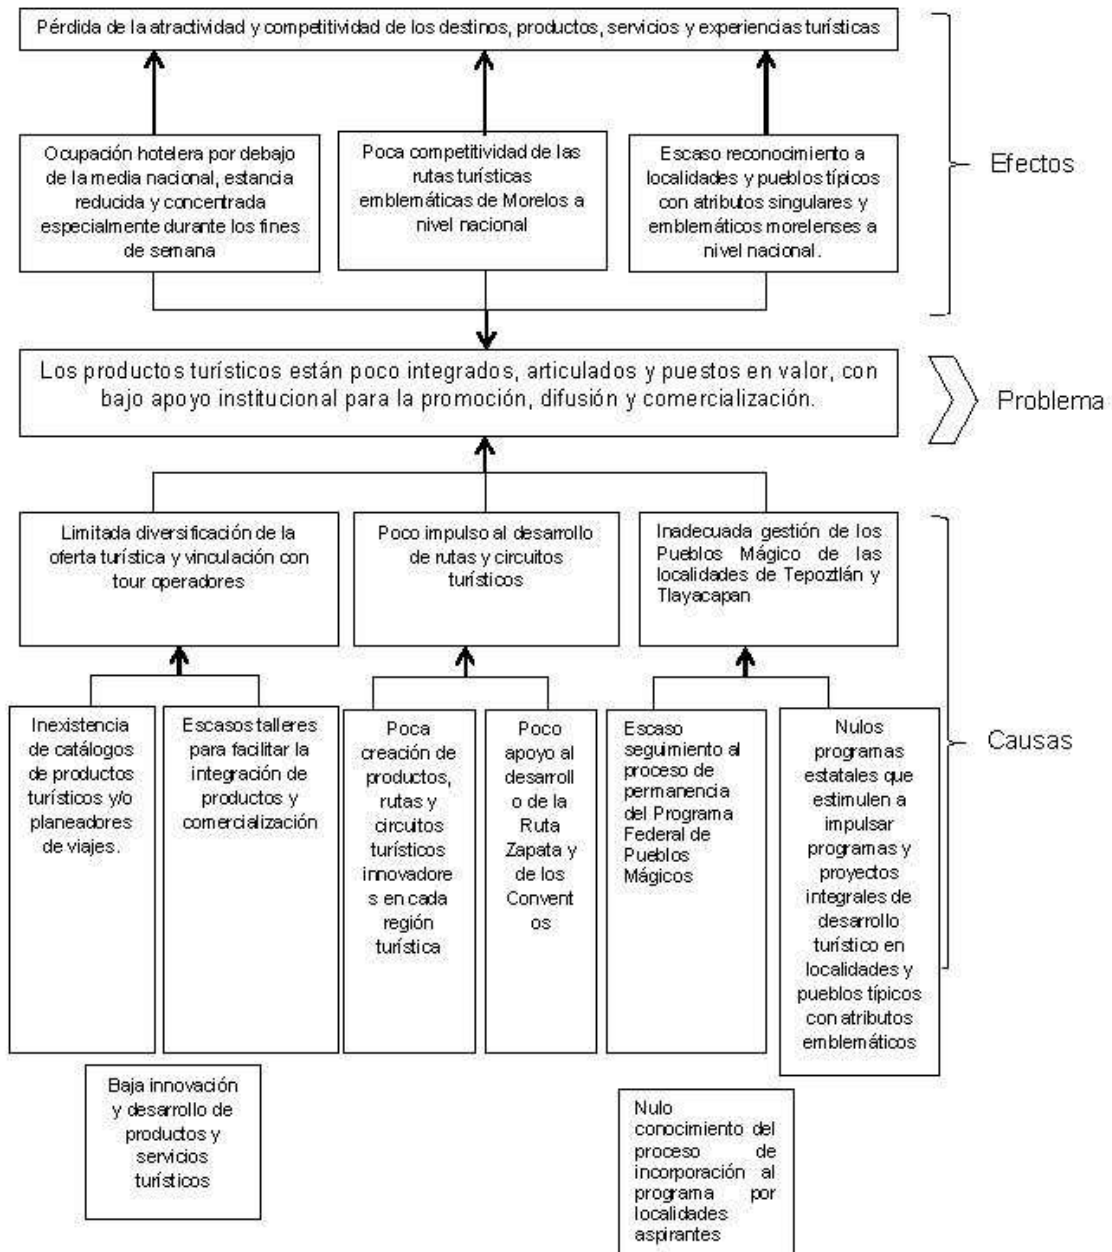 Pérdida de la atractividad y competitividad de los destinos, productos, servicios y experiencias turísticas
Ocupación hotelera por debajo
de la media nacional, estancia
reducida y concentrada
especialmente durante los fines
de semana
Poca competitividad de las
rutas turísticas
emblemáticas de Morelos a
nivel nacional
Escaso reconocimiento a
localidades y pueblos típicos
con atributos singulares y
emblemáticos morelenses a
nivel nacional.
Efectos
Los productos turísticos están poco integrados, articulados y puestos en valor, con
bajo apoyo institucional para la promoción, difusión y comercialización.
Problema
Limitada diversificación de la
oferta turística y vinculación con
tour operadores
Poco impulso al desarrollo
de rutas y circuitos
turísticos
Inadecuada gestión de los
Pueblos Mágico de las
localidades de Tepoztlán y
Tlayacapan
Inexistencia
de catálogos
de productos
turísticos y/o
planeadores
de viajes.
Escasos talleres
para facilitar la
integración de
productos y
comercialización
Poca
creación de
productos,
rutas y
circuitos
turísticos
innovadore
s en cada
región
turística
Poco
apoyo al
desarroll
o de la
Ruta
Zapata y
de los
Convent
os
Escaso
seguimiento al
proceso de
permanencia
del Programa
Federal de
Pueblos
Mágicos
Nulos
programas
estatales que
estimulen a
impulsar
programas y
proyectos
integrales de
desarrollo
turístico en
localidades y
pueblos típicos
con atributos
emblemáticos
Causas
Baja innovación
y desarrollo de
productos y
servicios
turísticos
Nulo
conocimiento del
proceso de
incorporación al
programa por
localidades
aspirantes